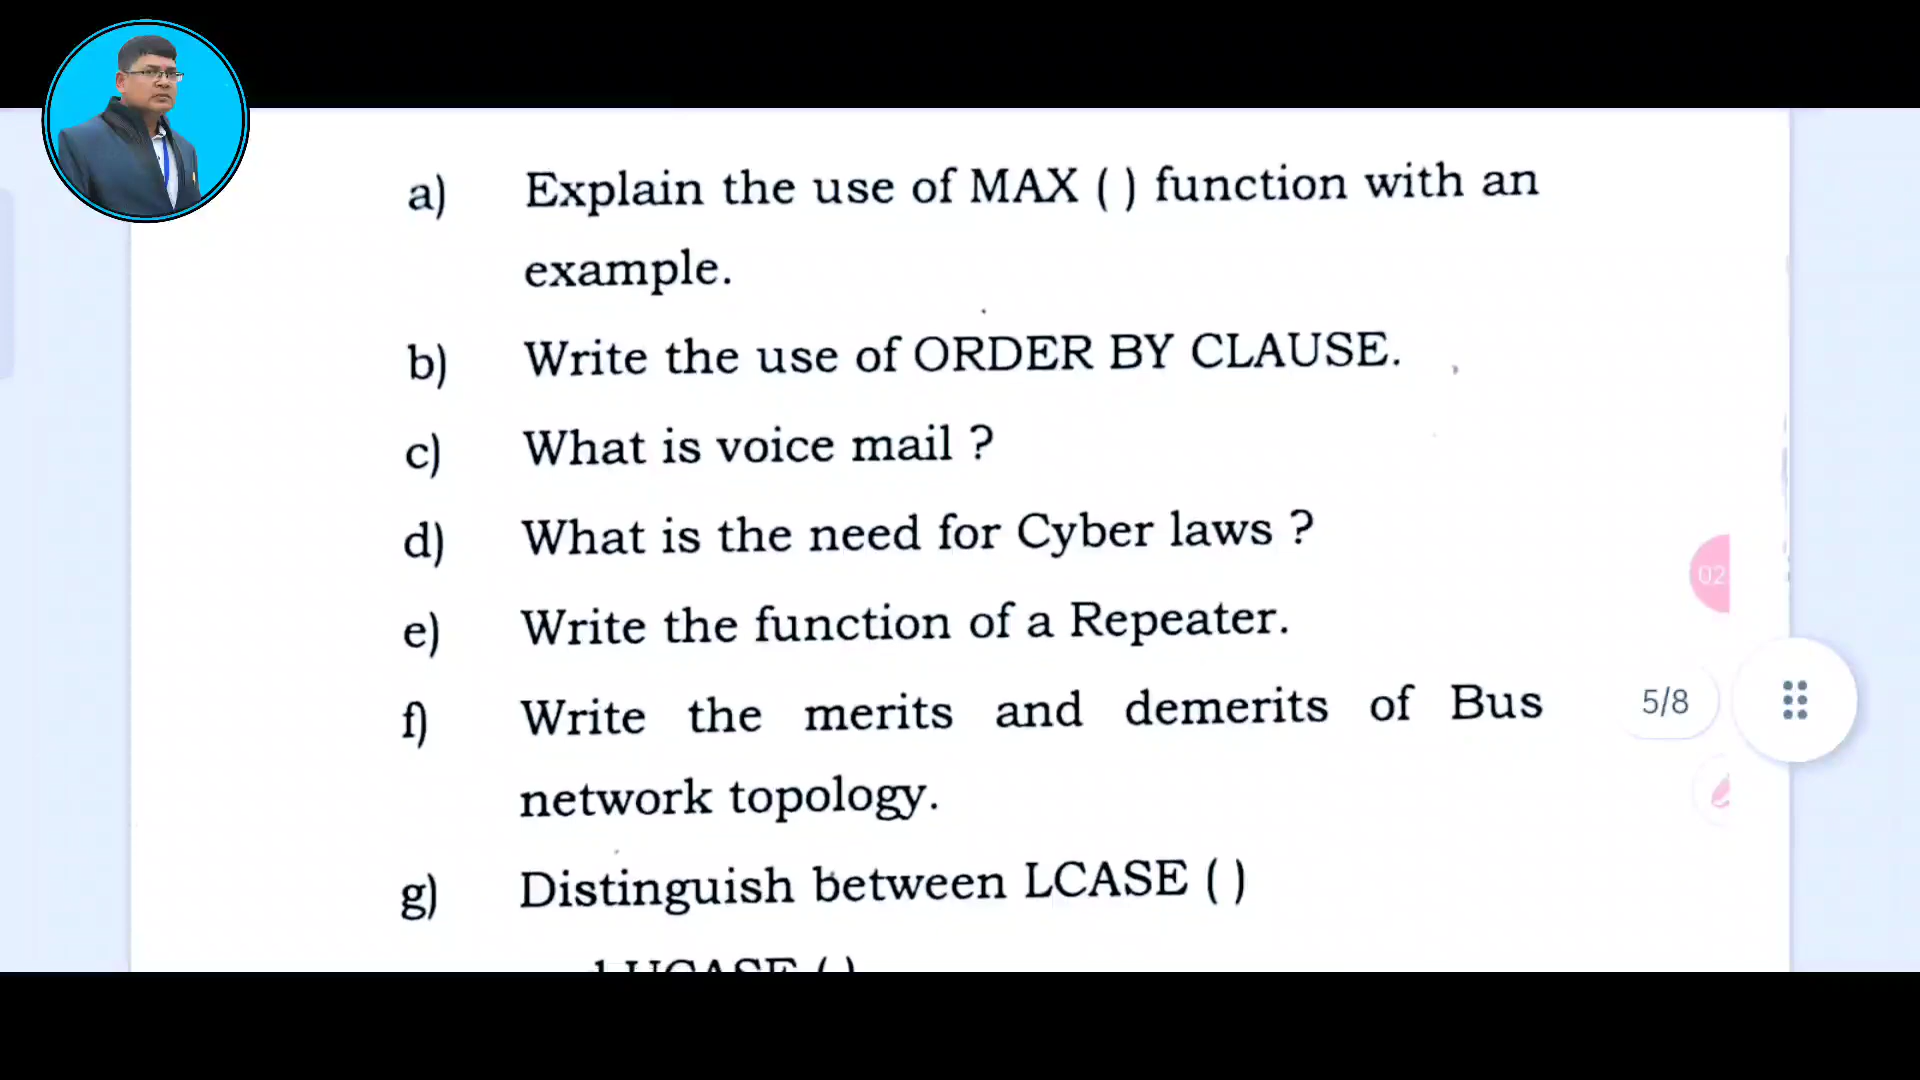 a) Explain the use of MAX ( ) function with an
example.
b) Write the use of ORDER BY CLAUSE.
c) What is voice mail ?
d) What is the need for Cyber laws ?
e) Write the function of a Repeater.
f) Write the merits and demerits of Bus
network topology.
g) Distinguish between LCASE ( )
UCASE ( )
02
5/8